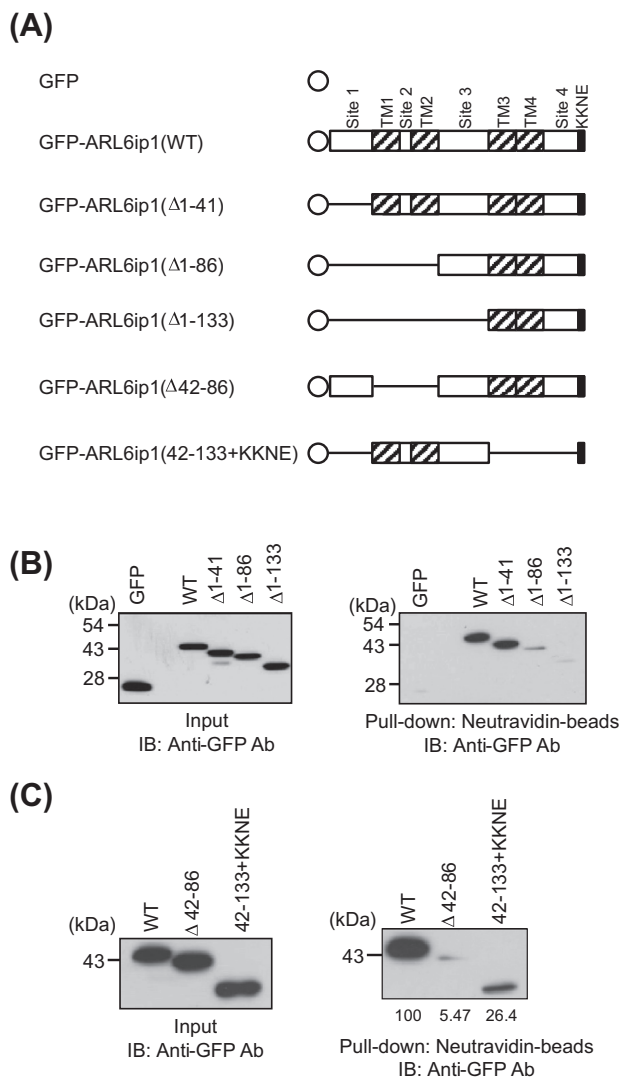 (A)
GFP
Site 1
TM1
Site 2
TM2
Site 3
TM3
TM4
Site 4
KKNE
GFP-ARL6ip1(WT)
GFP-ARL6ip1(Δ1-41)
GFP-ARL6ip1(Δ1-86)
GFP-ARL6ip1(Δ1-133)
GFP-ARL6ip1(Δ42-86)
GFP-ARL6ip1(42-133+KKNE)
(B)
(kDa)
GFP
WT
Δ1-41
Δ1-86
Δ1-133
54
43
28
Input
IB: Anti-GFP Ab
(kDa)
GFP
WT
Δ1-41
Δ1-86
Δ1-133
54
43
28
Pull-down: Neutravidin-beads
IB: Anti-GFP Ab
(C)
(kDa)
WT
Δ 42-86
42-133+KKNE
43
Input
IB: Anti-GFP Ab
(kDa)
WT
Δ 42-86
42-133+KKNE
43
100 5.47 26.4
Pull-down: Neutravidin-beads
IB: Anti-GFP Ab